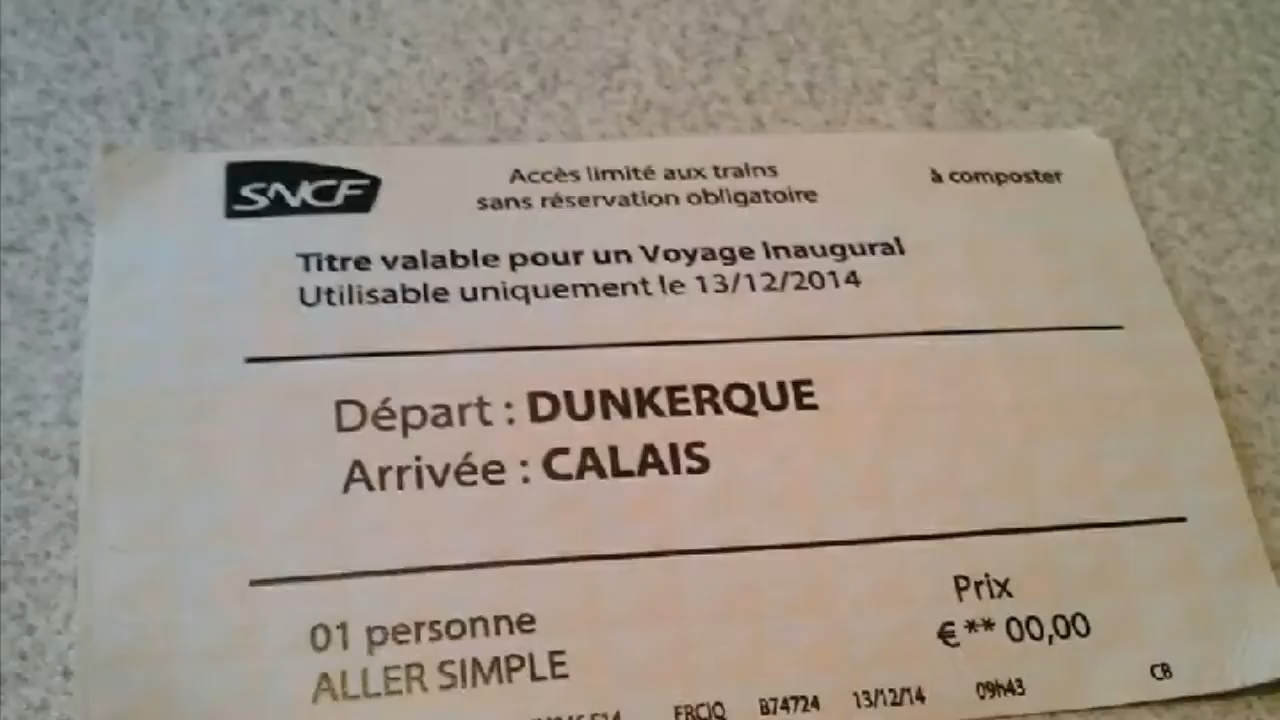 SNCF
Accès limité aux trains
sans réservation obligatoire
à composter
Titre valable pour un Voyage Inaugural
Utilisable uniquement le 13/12/2014
Départ : DUNKERQUE
Arrivée : CALAIS
01 personne
ALLER SIMPLE
Prix
€ ** 00,00
B74724 13/12/14 09h43 CB